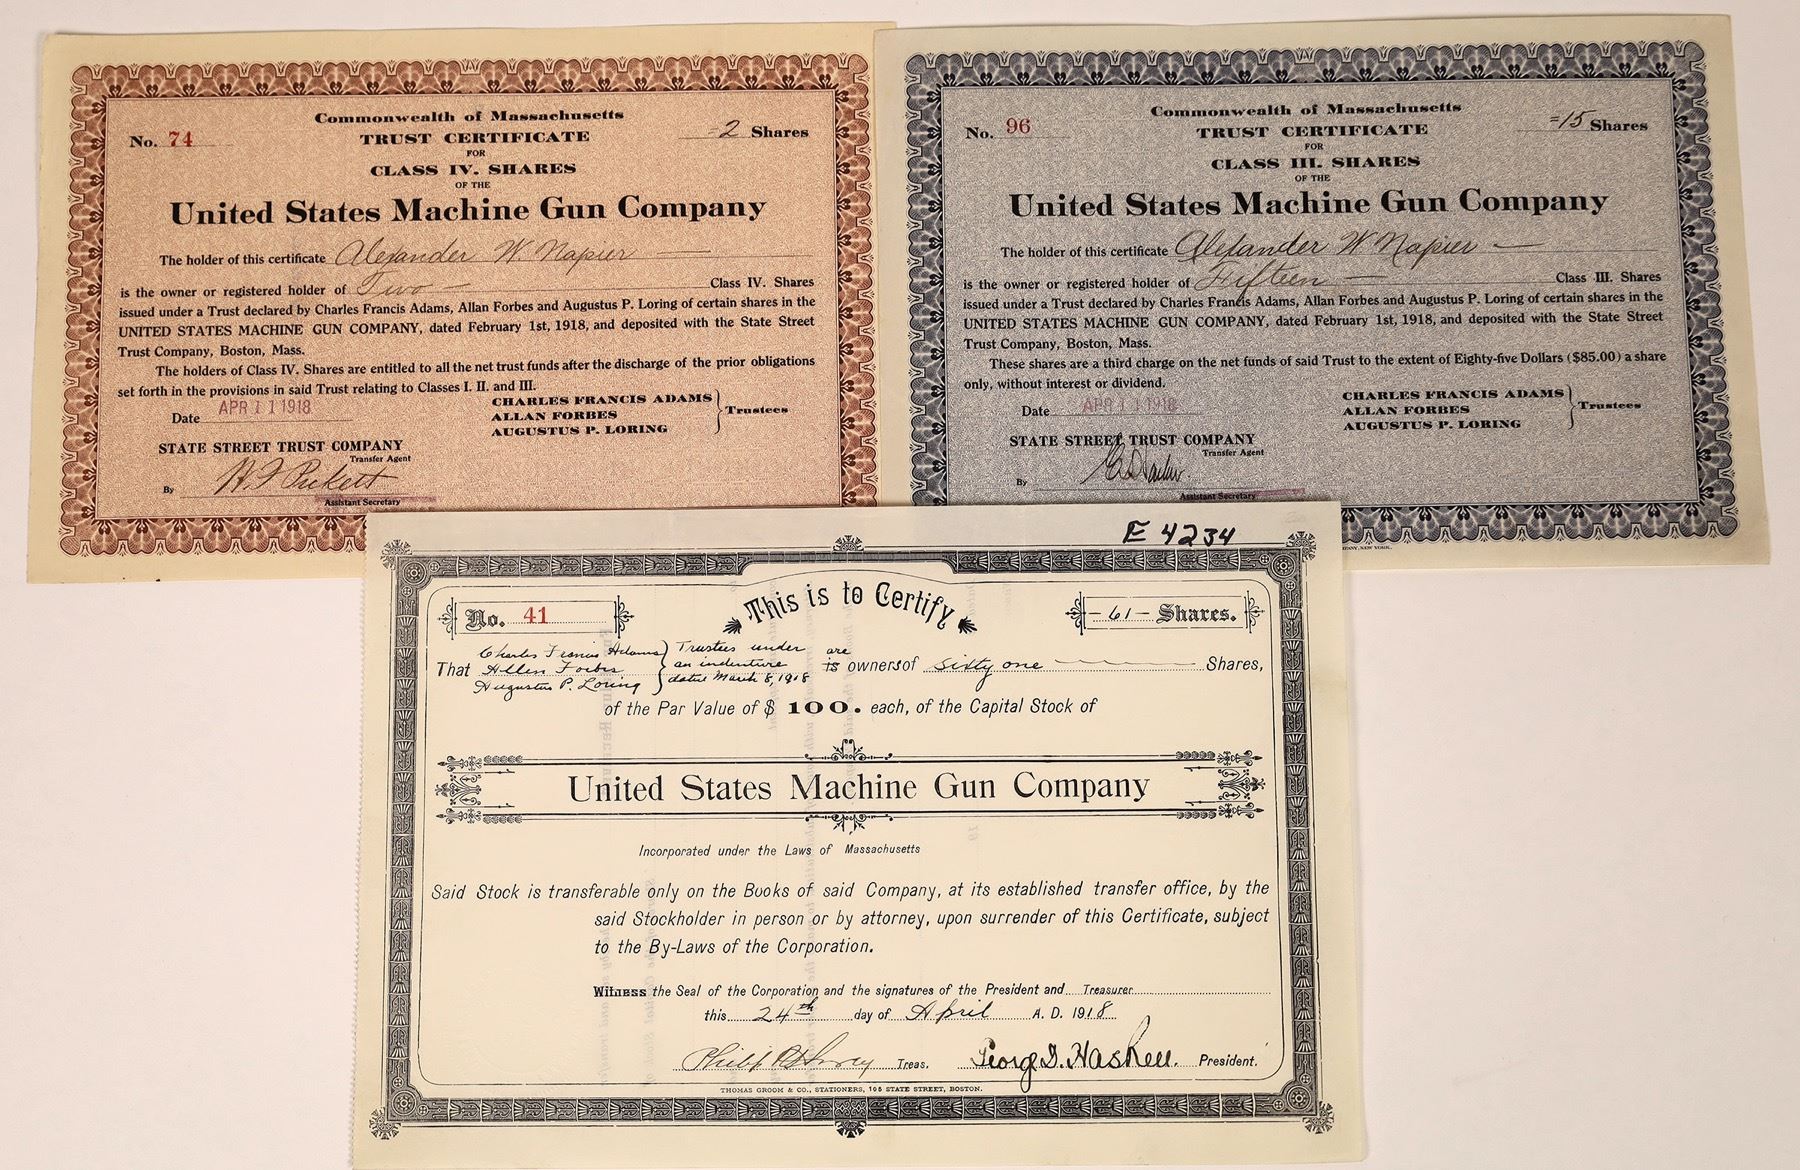 Commonwealth of Massachusetts
No. 74
TRUST CERTIFICATE
=2 Shares
FOR
CLASS IV. SHARES
OF THE
United States Machine Gun Company
The holder of this certificate Alexander W. Napier
is the owner or registered holder of Two Class IV. Shares
issued under a Trust declared by Charles Francis Adams, Allan Forbes and Augustus P. Loring of certain shares in the
UNITED STATES MACHINE GUN COMPANY, dated February 1st, 1918, and deposited with the State Street
Trust Company, Boston, Mass.
The holders of Class IV. Shares are entitled to all the net trust funds after the discharge of the prior obligations
set forth in the provisions in said Trust relating to Classes I. II. and III.
Date APR 11 1918
CHARLES FRANCIS ADAMS
ALLAN FORBES
AUGUSTUS P. LORING
Trustees
STATE STREET TRUST COMPANY
Transfer Agent
By
Assistant Secretary
Commonwealth of Massachusetts
No. 96
TRUST CERTIFICATE
=15 Shares
FOR
CLASS III. SHARES
OF THE
United States Machine Gun Company
The holder of this certificate Alexander W Napier
is the owner or registered holder of Fifteen Class III. Shares
issued under a Trust declared by Charles Francis Adams, Allan Forbes and Augustus P. Loring of certain shares in the
UNITED STATES MACHINE GUN COMPANY, dated February 1st, 1918, and deposited with the State Street
Trust Company, Boston, Mass.
These shares are a third charge on the net funds of said Trust to the extent of Eighty-five Dollars ($85.00) a share
only, without interest or dividend.
Date APR 11 1918
CHARLES FRANCIS ADAMS
ALLAN FORBES
AUGUSTUS P. LORING
Trustees
STATE STREET TRUST COMPANY
Transfer Agent
By
Assistant Secretary
E 4234
This is to Certify
No. 41
-61- Shares.
That Charles Francis Adams
Allen Forbes
Augustus P. Loring
Trustees under
an indenture
dated March 8, 1918
are
is owners of sixty one Shares,
of the Par Value of $ 100. each, of the Capital Stock of
United States Machine Gun Company
Incorporated under the Laws of Massachusetts
Said Stock is transferable only on the Books of said Company, at its established transfer office, by the
said Stockholder in person or by attorney, upon surrender of this Certificate, subject
to the By-Laws of the Corporation.
Witness the Seal of the Corporation and the signatures of the President and Treasurer
this 24th day of April A. D. 1918
Treas. George D. Haskell. President.
THOMAS GROOM & CO., STATIONERS, 105 STATE STREET, BOSTON.